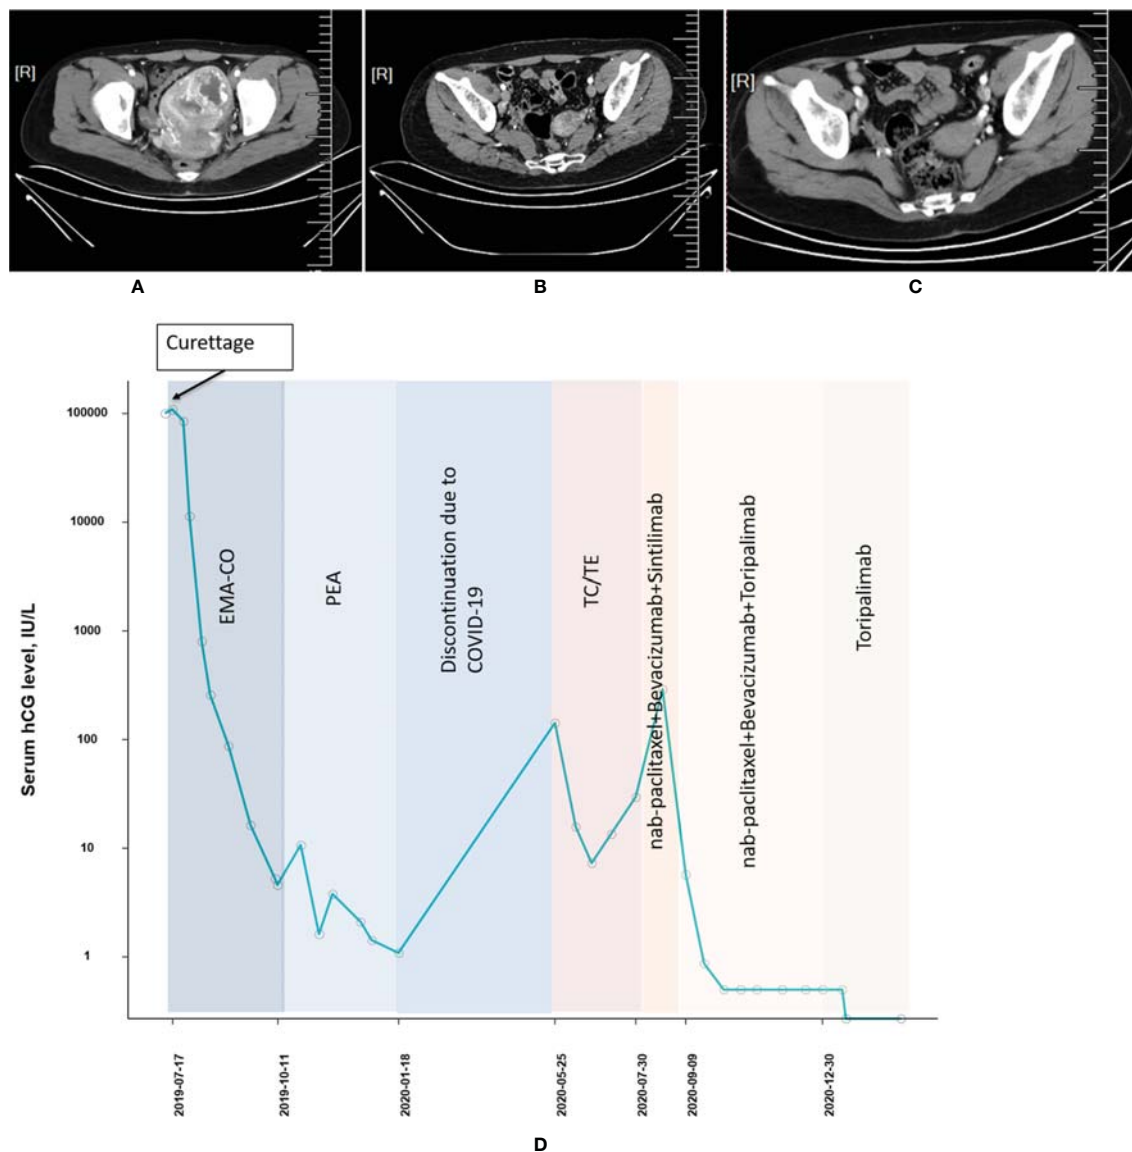 [R]
[R]
[R]
A
B
C
Curettage
100000
10000
1000
100
10
1
Serum hCG level, IU/L
EMA-CO
PEA
Discontinuation due to
COVID-19
TC/TE
nab-paclitaxel+Bevacizumab+Sintilimab
nab-paclitaxel+Bevacizumab+Toripalimab
Toripalimab
2019-07-17
2019-10-11
2020-01-18
2020-05-25
2020-07-30
2020-09-09
2020-12-30
D